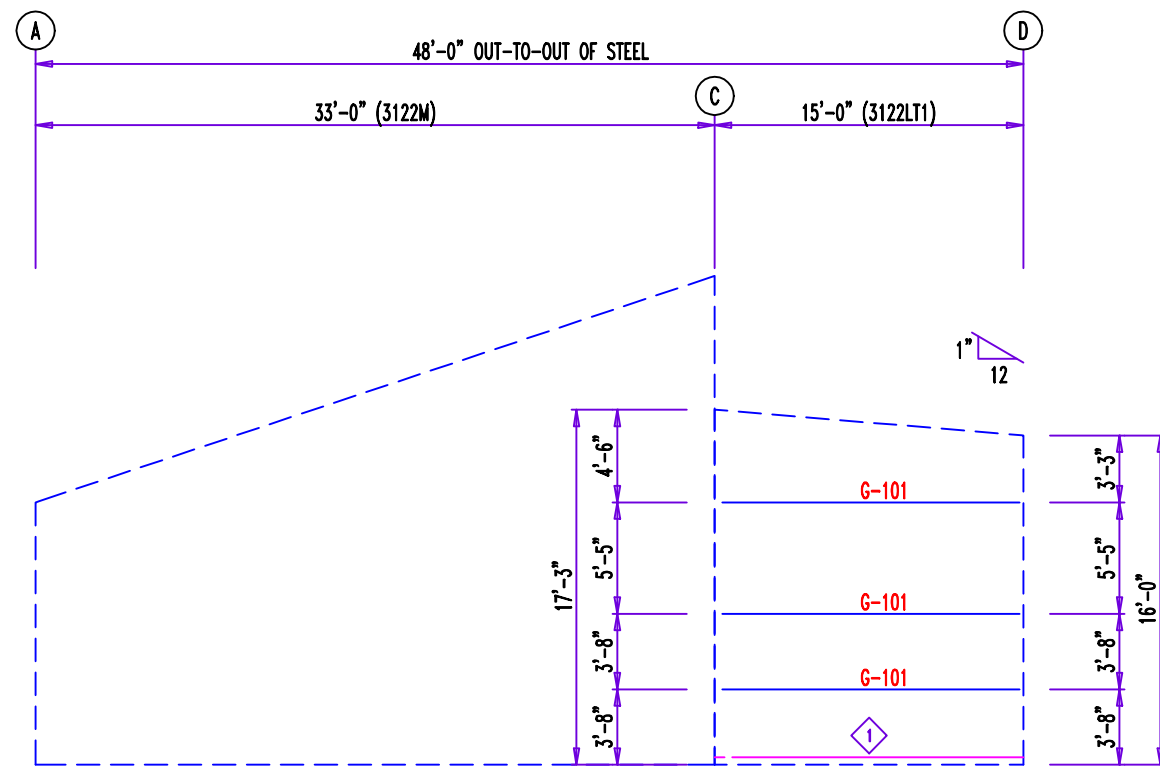 A
D
48'-0" OUT-TO-OUT OF STEEL
C
33'-0" (3122M)
15'-0" (3122LT1)
1"
12
4'-6"
3'-3"
G-101
5'-5"
5'-5"
17'-3"
16'-0"
G-101
3'-8"
3'-8"
G-101
3'-8"
3'-8"
1